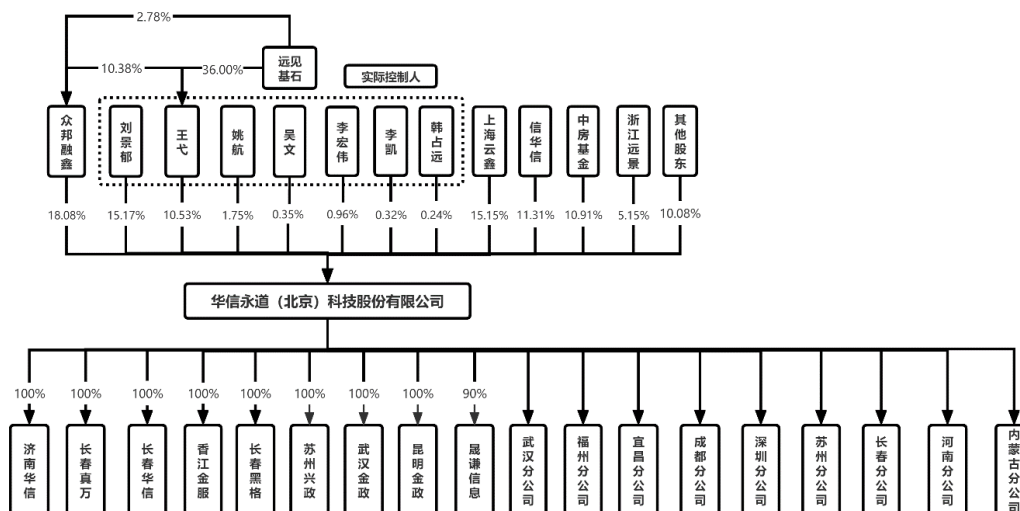 2.78%
10.38%
36.00%
远见
基石
实际控制人
众邦融鑫
刘景郁
王弋
姚航
吴文
李宏伟
李凯
韩占远
上海云鑫
信华信
中房基金
浙江远景
其他股东
18.08%
15.17%
10.53%
1.75%
0.35%
0.96%
0.32%
0.24%
15.15%
11.31%
10.91%
5.15%
10.08%
华信永道（北京）科技股份有限公司
100%
100%
100%
100%
100%
100%
100%
100%
90%
济南华信
长春真万
长春华信
香江金服
长春黑格
苏州兴政
武汉金政
昆明金政
晟谦信息
武汉分公司
福州分公司
宜昌分公司
成都分公司
深圳分公司
苏州分公司
长春分公司
河南分公司
内蒙古分公司